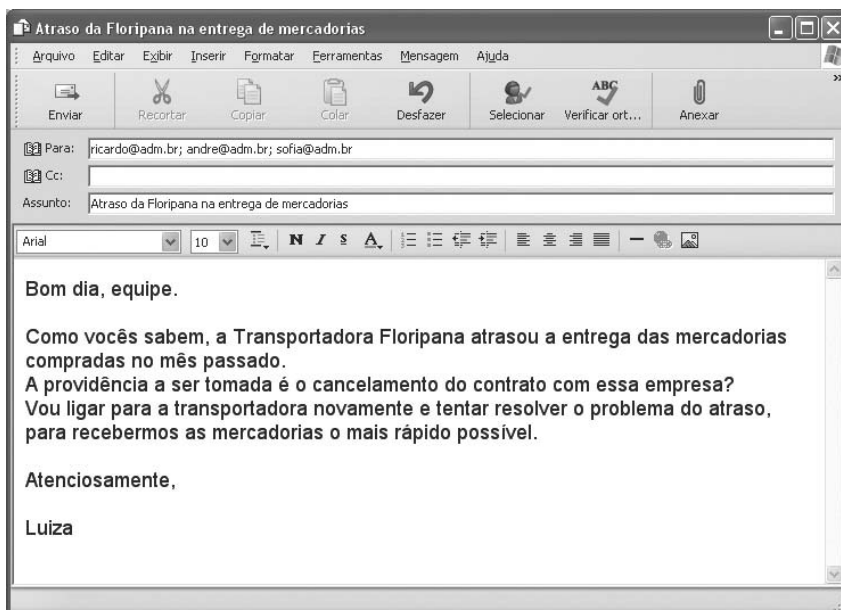 Atraso da Floripana na entrega de mercadorias
Arquivo Editar Exibir Inserir Formatar Ferramentas Mensagem Ajuda
Enviar Recortar Copiar Colar Desfazer Selecionar ABC Verificar ort... Anexar
Para: ricardo@adm.br; andre@adm.br; sofia@adm.br
Cc:
Assunto: Atraso da Floripana na entrega de mercadorias
Arial 10 N I S A
Bom dia, equipe.
Como vocês sabem, a Transportadora Floripana atrasou a entrega das mercadorias
compradas no mês passado.
A providência a ser tomada é o cancelamento do contrato com essa empresa?
Vou ligar para a transportadora novamente e tentar resolver o problema do atraso,
para recebermos as mercadorias o mais rápido possível.
Atenciosamente,
Luiza